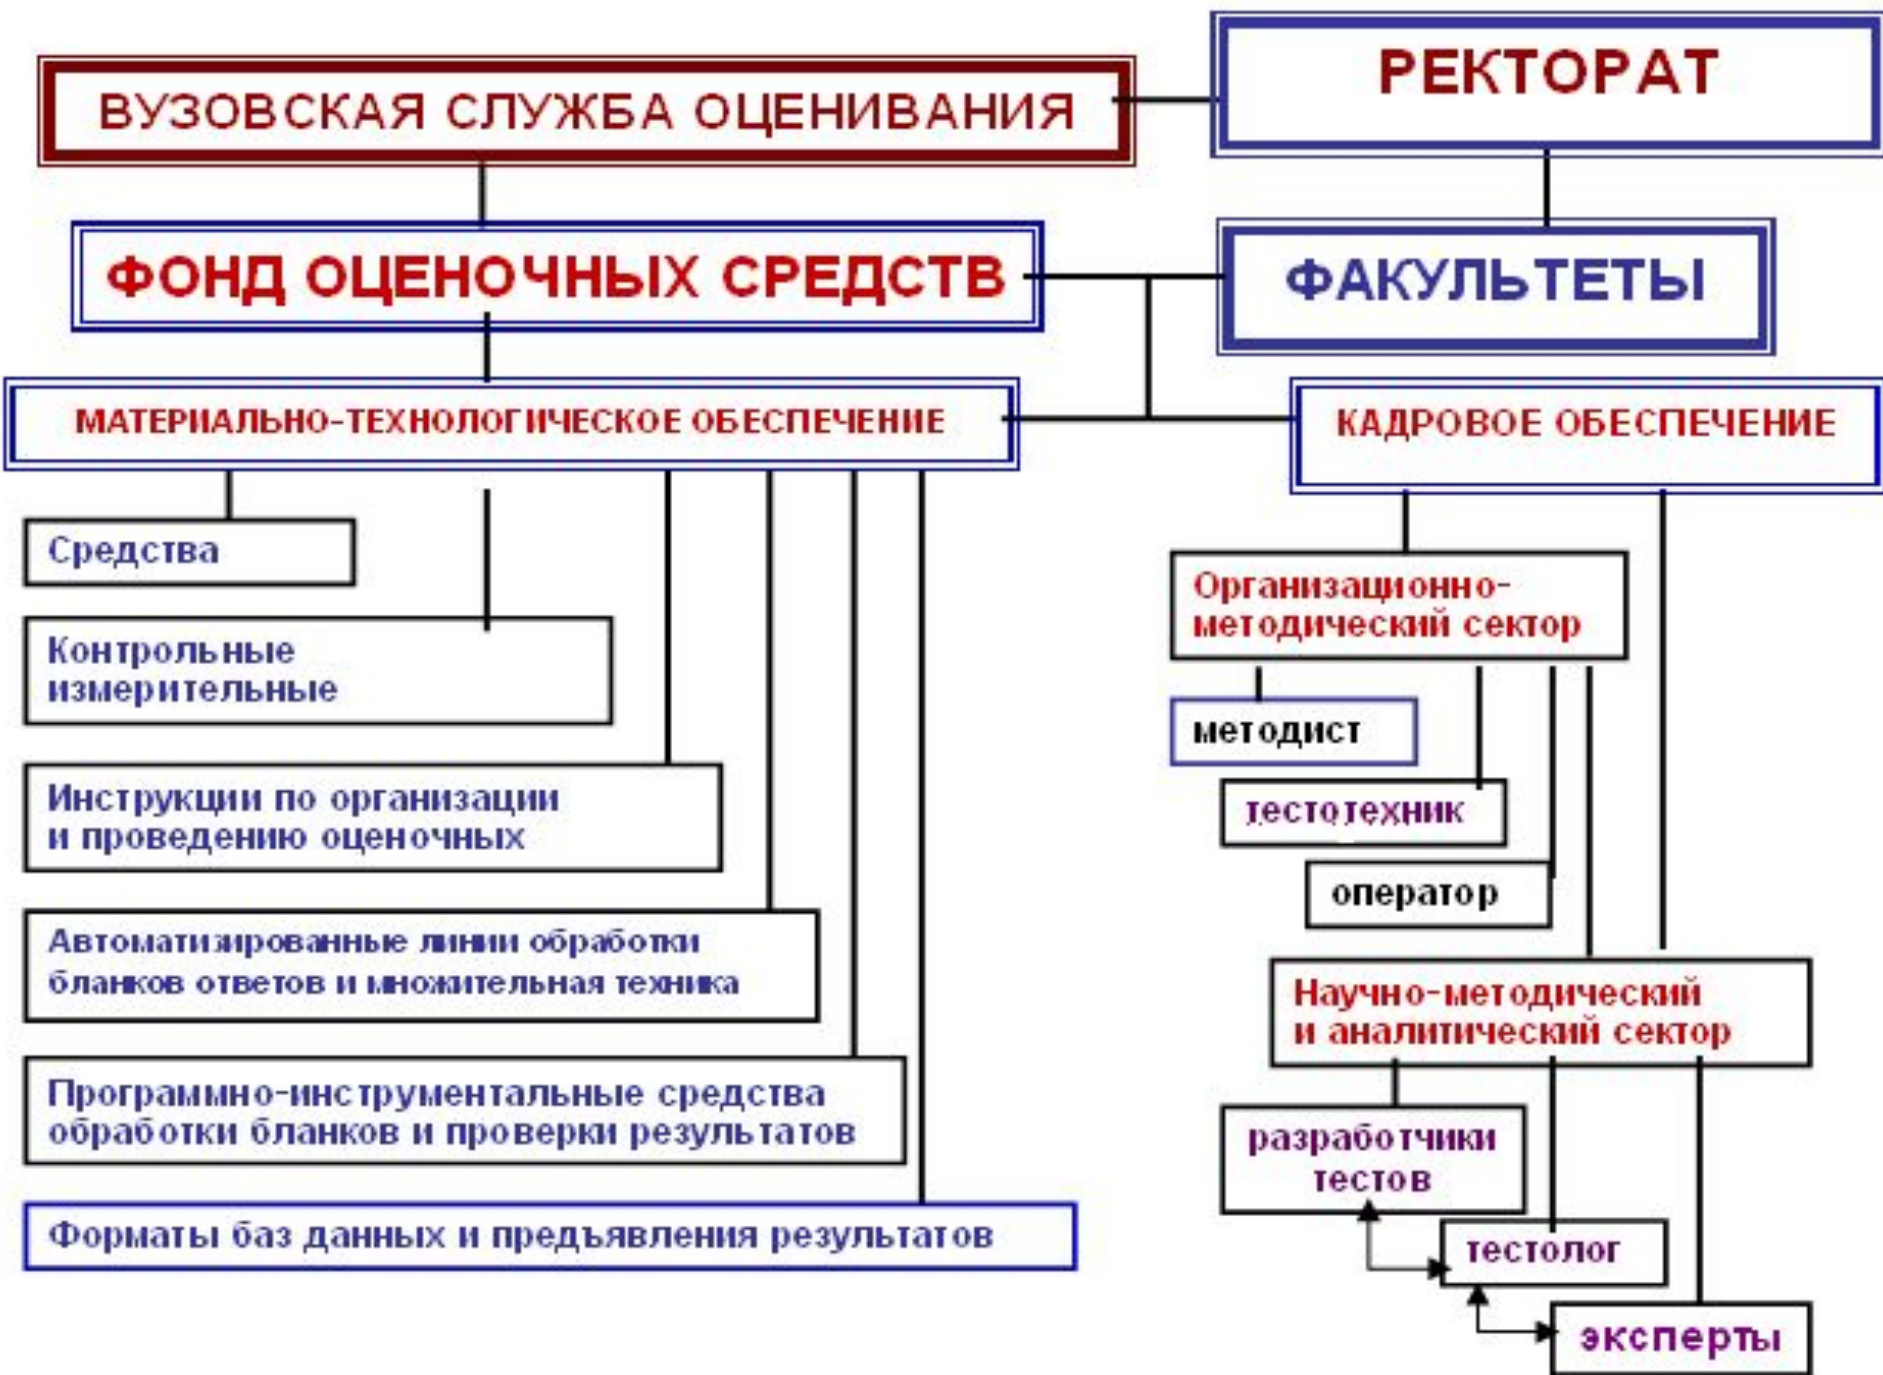 ВУЗОВСКАЯ СЛУЖБА ОЦЕНИВАНИЯ
РЕКТОРАТ
ФОНД ОЦЕНОЧНЫХ СРЕДСТВ
ФАКУЛЬТЕТЫ
МАТЕРИАЛЬНО-ТЕХНОЛОГИЧЕСКОЕ ОБЕСПЕЧЕНИЕ
КАДРОВОЕ ОБЕСПЕЧЕНИЕ
Средства
Контрольные
измерительные
Инструкции по организации
и проведению оценочных
Автоматизированные линии обработки
бланков ответов и множительная техника
Программно-инструментальные средства
обработки бланков и проверки результатов
Форматы баз данных и предъявления результатов
Организационно-
методический сектор
методист
тестотехник
оператор
Научно-методический
и аналитический сектор
разработчики
тестов
тестолог
эксперты